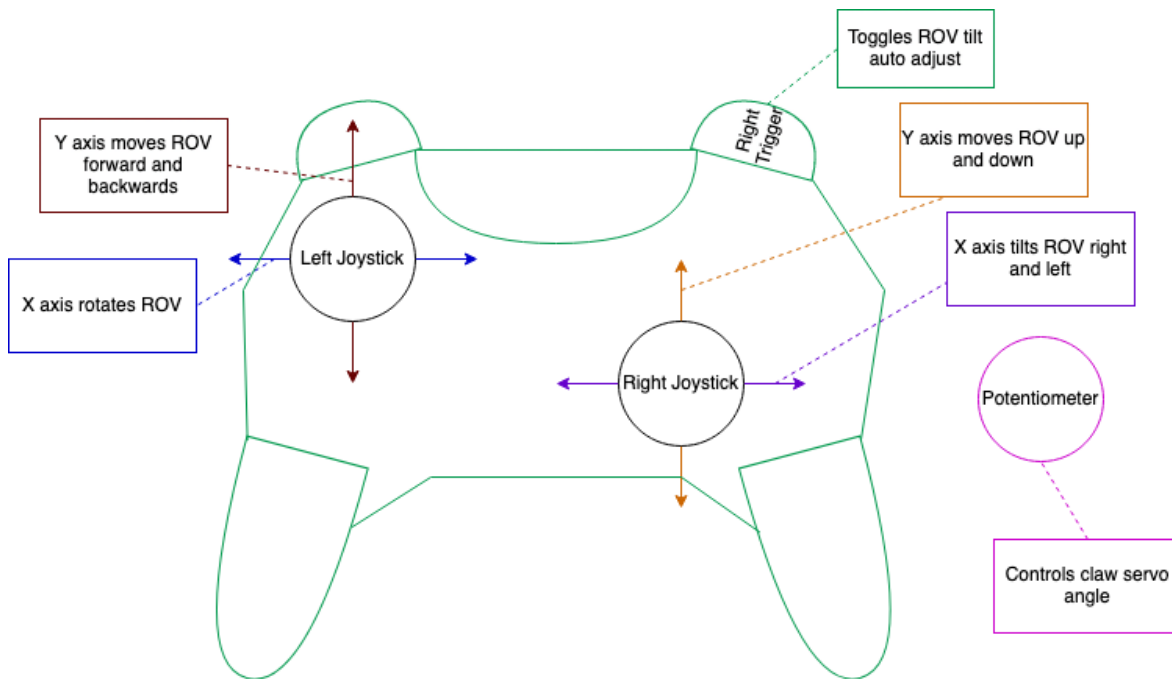 Toggles ROV tilt
auto adjust
Right
Trigger
Y axis moves ROV
forward and
backwards
Y axis moves ROV up
and down
Left Joystick
X axis tilts ROV right
and left
X axis rotates ROV
Right Joystick
Potentiometer
Controls claw servo
angle